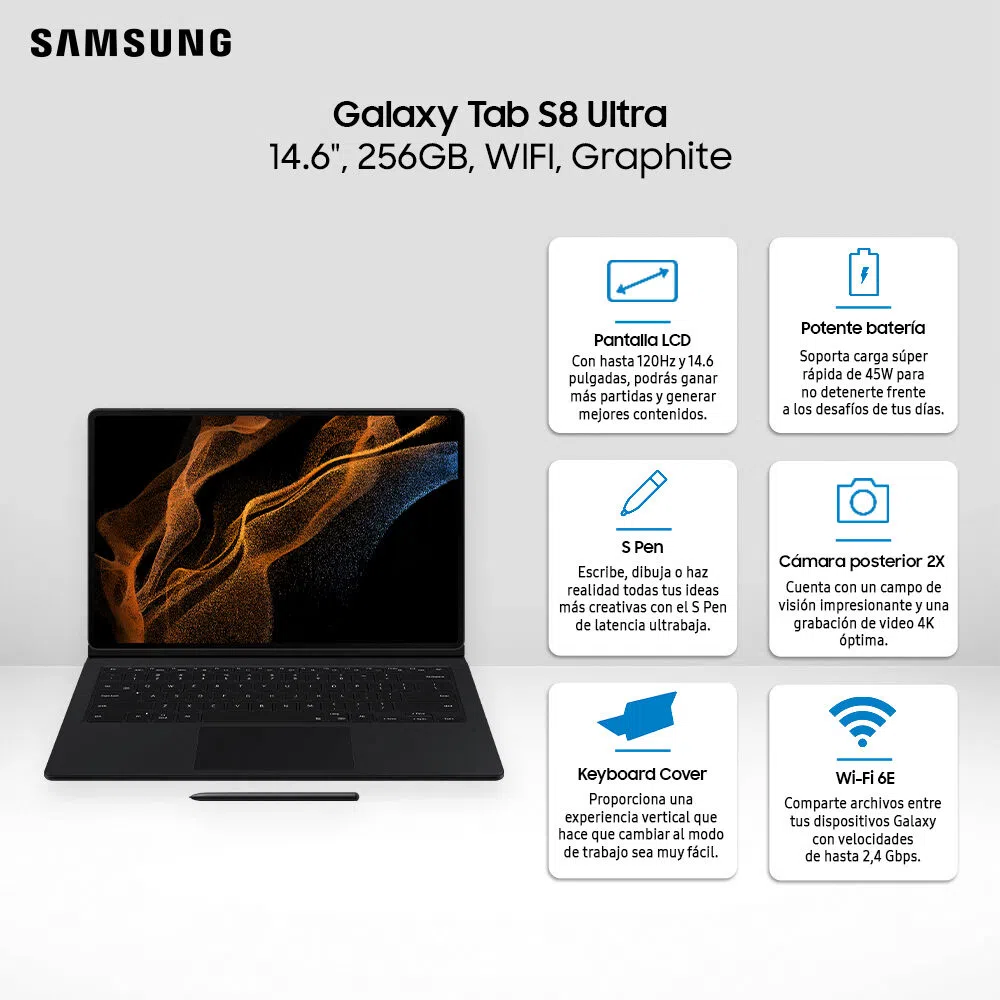 SAMSUNG
Galaxy Tab S8 Ultra
14.6", 256GB, WIFI, Graphite
Pantalla LCD
Con hasta 120Hz y 14.6
pulgadas, podrás ganar
más partidas y generar
mejores contenidos.
Potente batería
Soporta carga súper
rápida de 45W para
no detenerte frente
a los desafíos de tus días.
S Pen
Escribe, dibuja o haz
realidad todas tus ideas
más creativas con el S Pen
de latencia ultrabaja.
Cámara posterior 2X
Cuenta con un campo de
visión impresionante y una
grabación de video 4K
óptima.
Keyboard Cover
Proporciona una
experiencia vertical que
hace que cambiar al modo
de trabajo sea muy fácil.
Wi-Fi 6E
Comparte archivos entre
tus dispositivos Galaxy
con velocidades
de hasta 2,4 Gbps.